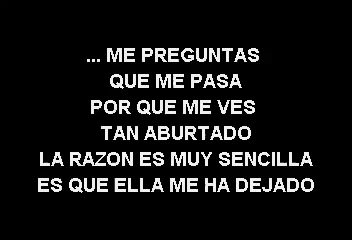 ... ME PREGUNTAS
QUE ME PASA
POR QUE ME VES
TAN ABURTADO
LA RAZON ES MUY SENCILLA
ES QUE ELLA ME HA DEJADO